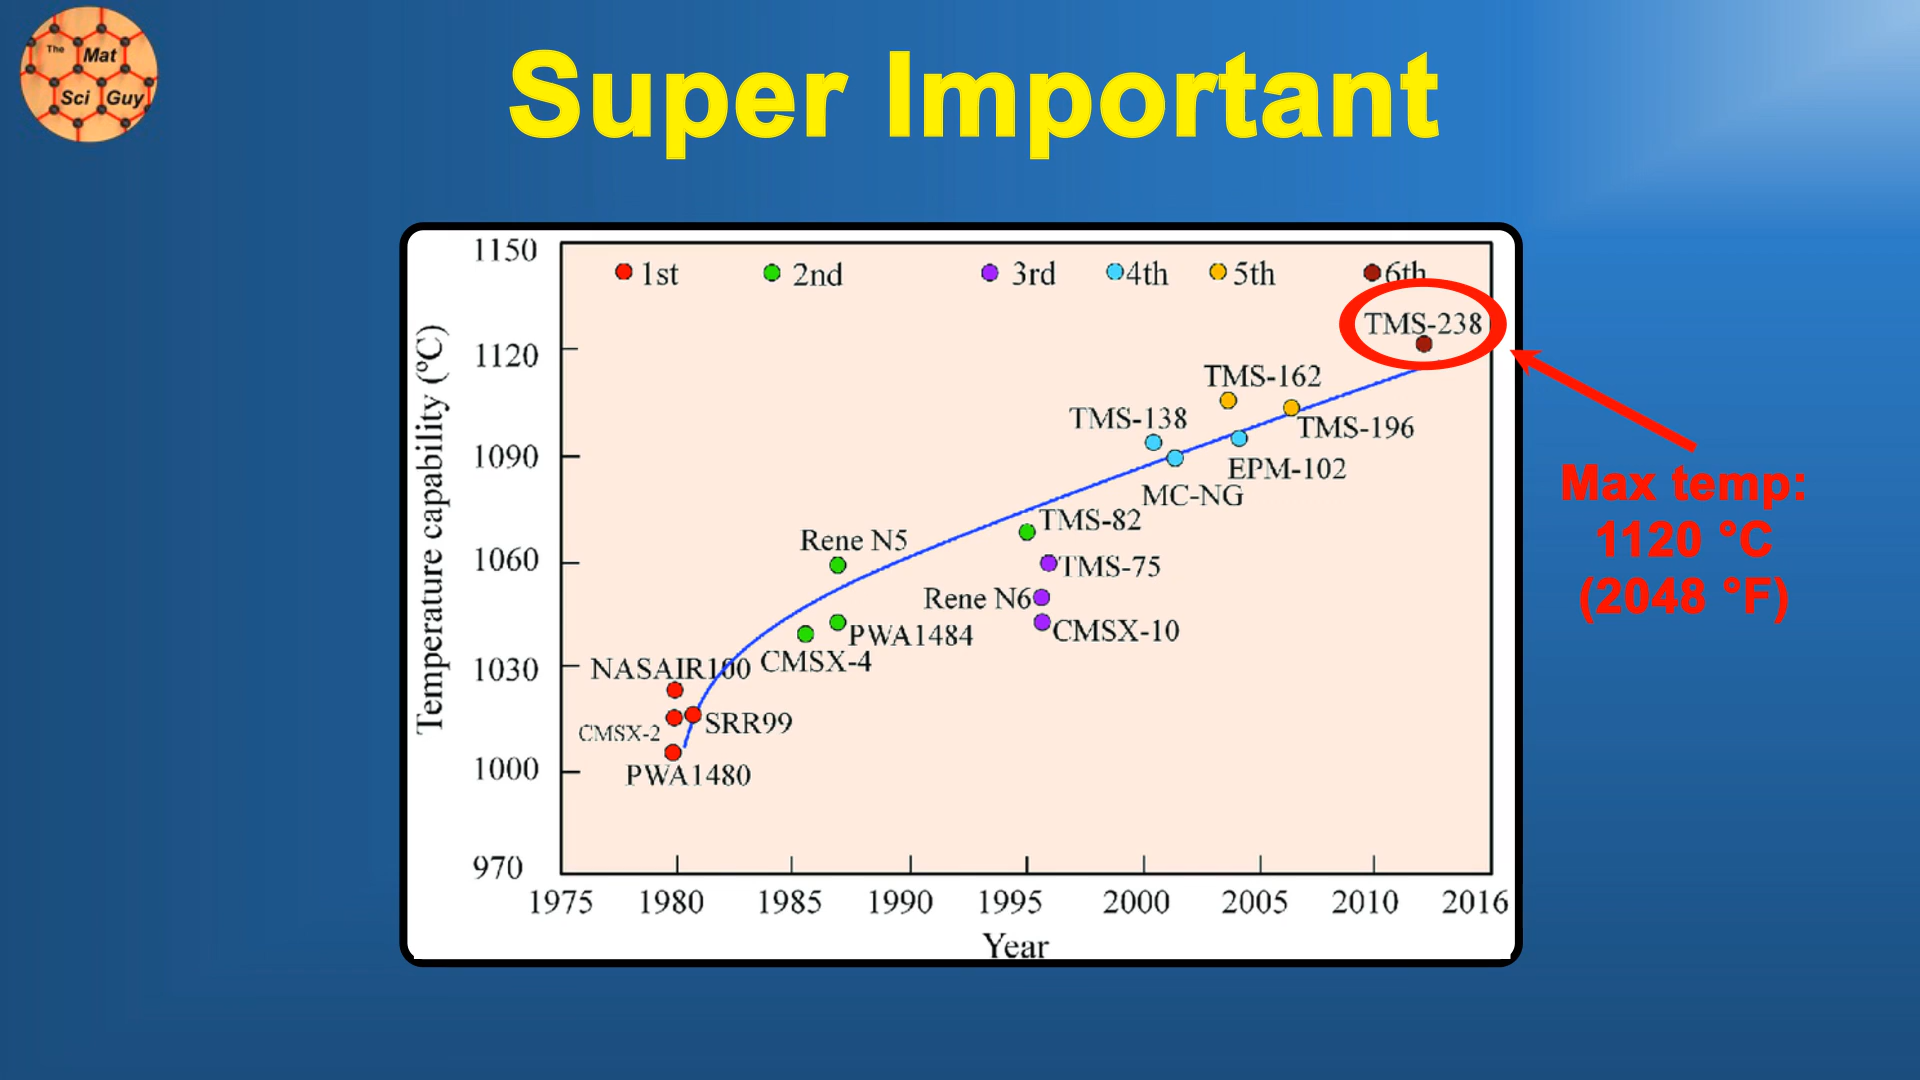 The Mat
Sci Guy
Super Important
1150
1st 2nd 3rd 4th 5th 6th
TMS-238
1120
TMS-162
TMS-138
TMS-196
1090
EPM-102
MC-NG
TMS-82
Rene N5
1060
TMS-75
Rene N6
CMSX-10
PWA1484
CMSX-4
1030
NASAIR100
SRR99
CMSX-2
1000
PWA1480
970
Temperature capability (ºC)
1975 1980 1985 1990 1995 2000 2005 2010 2016
Year
Max temp:
1120 °C
(2048 °F)